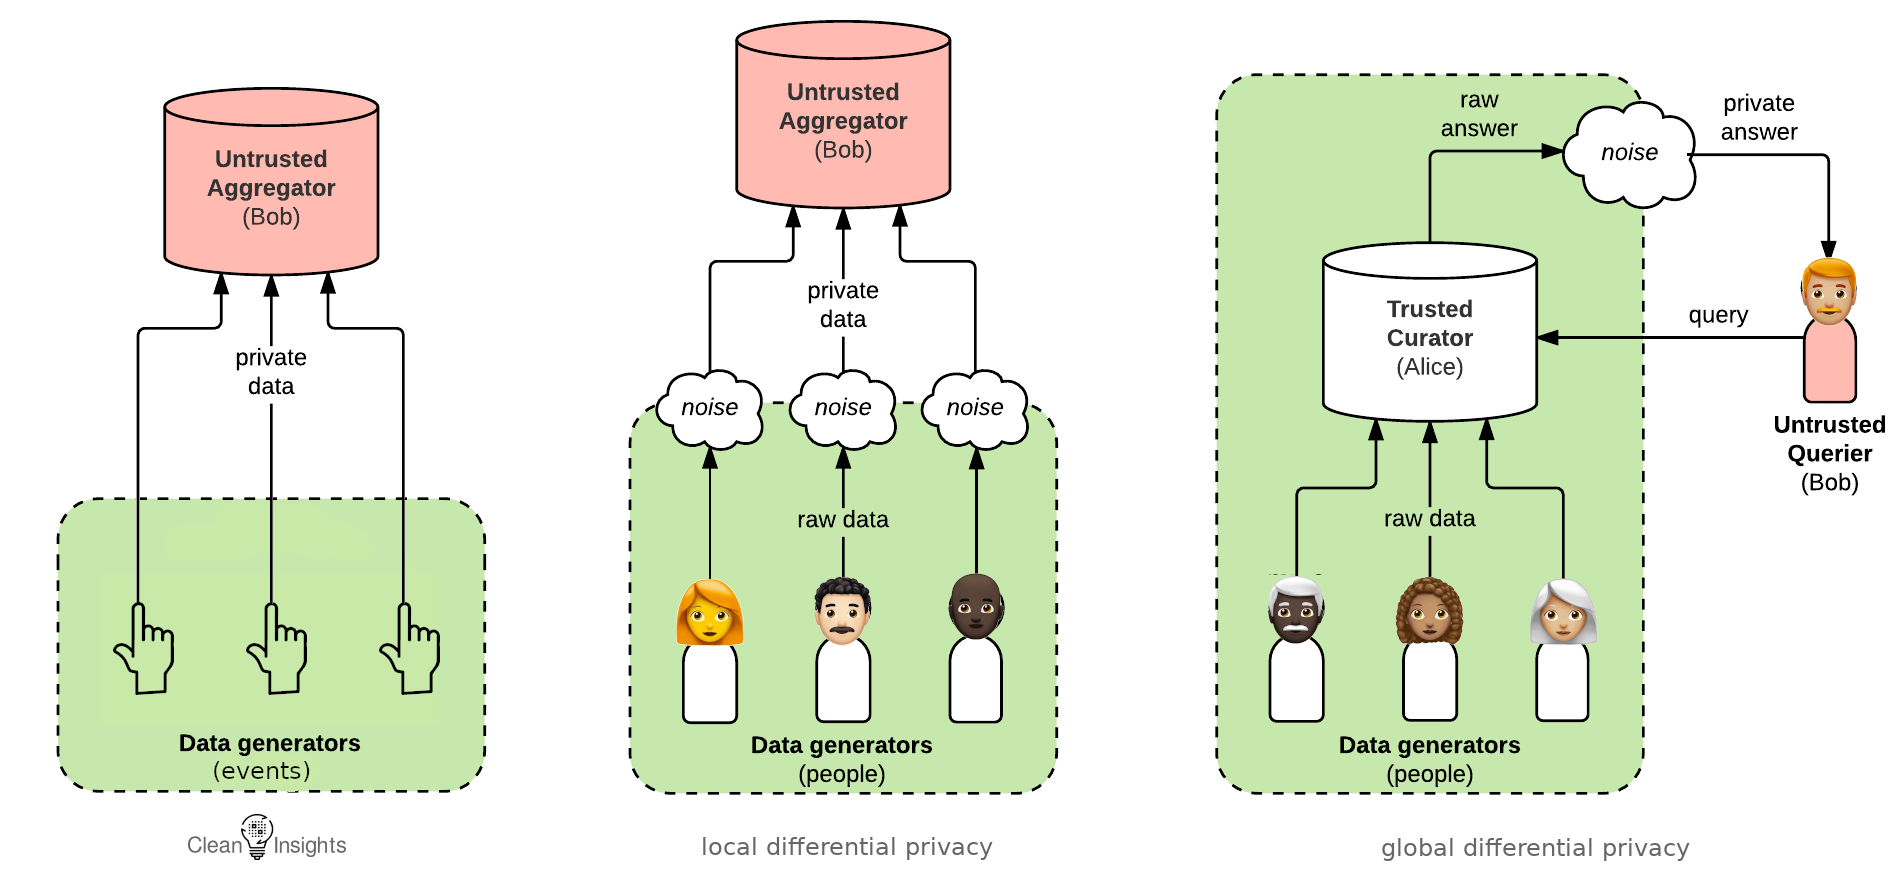 Untrusted
Aggregator
(Bob)
private
data
Data generators
(events)
Clean Insights
Untrusted
Aggregator
(Bob)
private
data
noise
noise
noise
raw data
Data generators
(people)
local differential privacy
raw
answer
noise
private
answer
Trusted
Curator
(Alice)
query
Untrusted
Querier
(Bob)
raw data
Data generators
(people)
global differential privacy